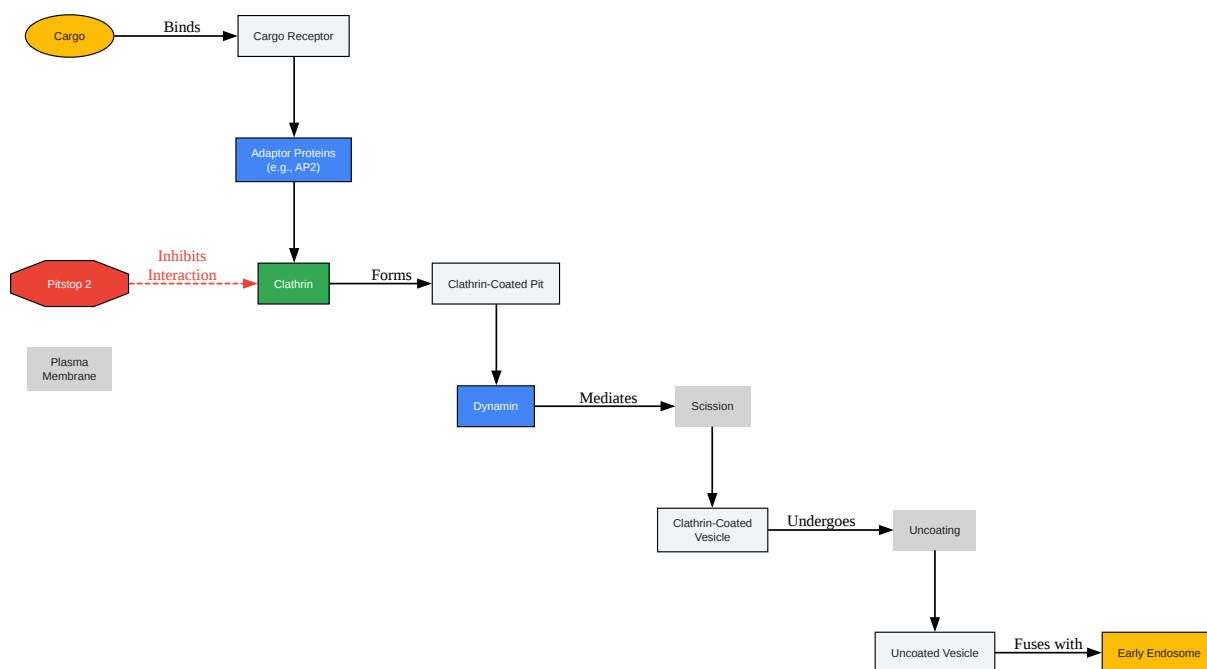 Cargo
Binds
Cargo Receptor
Adaptor Proteins
(e.g., AP2)
Inhibits
Interaction
Pitstop 2
Clathrin
Forms
Clathrin-Coated Pit
Plasma
Membrane
Dynamin
Mediates
Scission
Clathrin-Coated
Vesicle
Undergoes
Uncoating
Uncoated Vesicle
Fuses with
Early Endosome